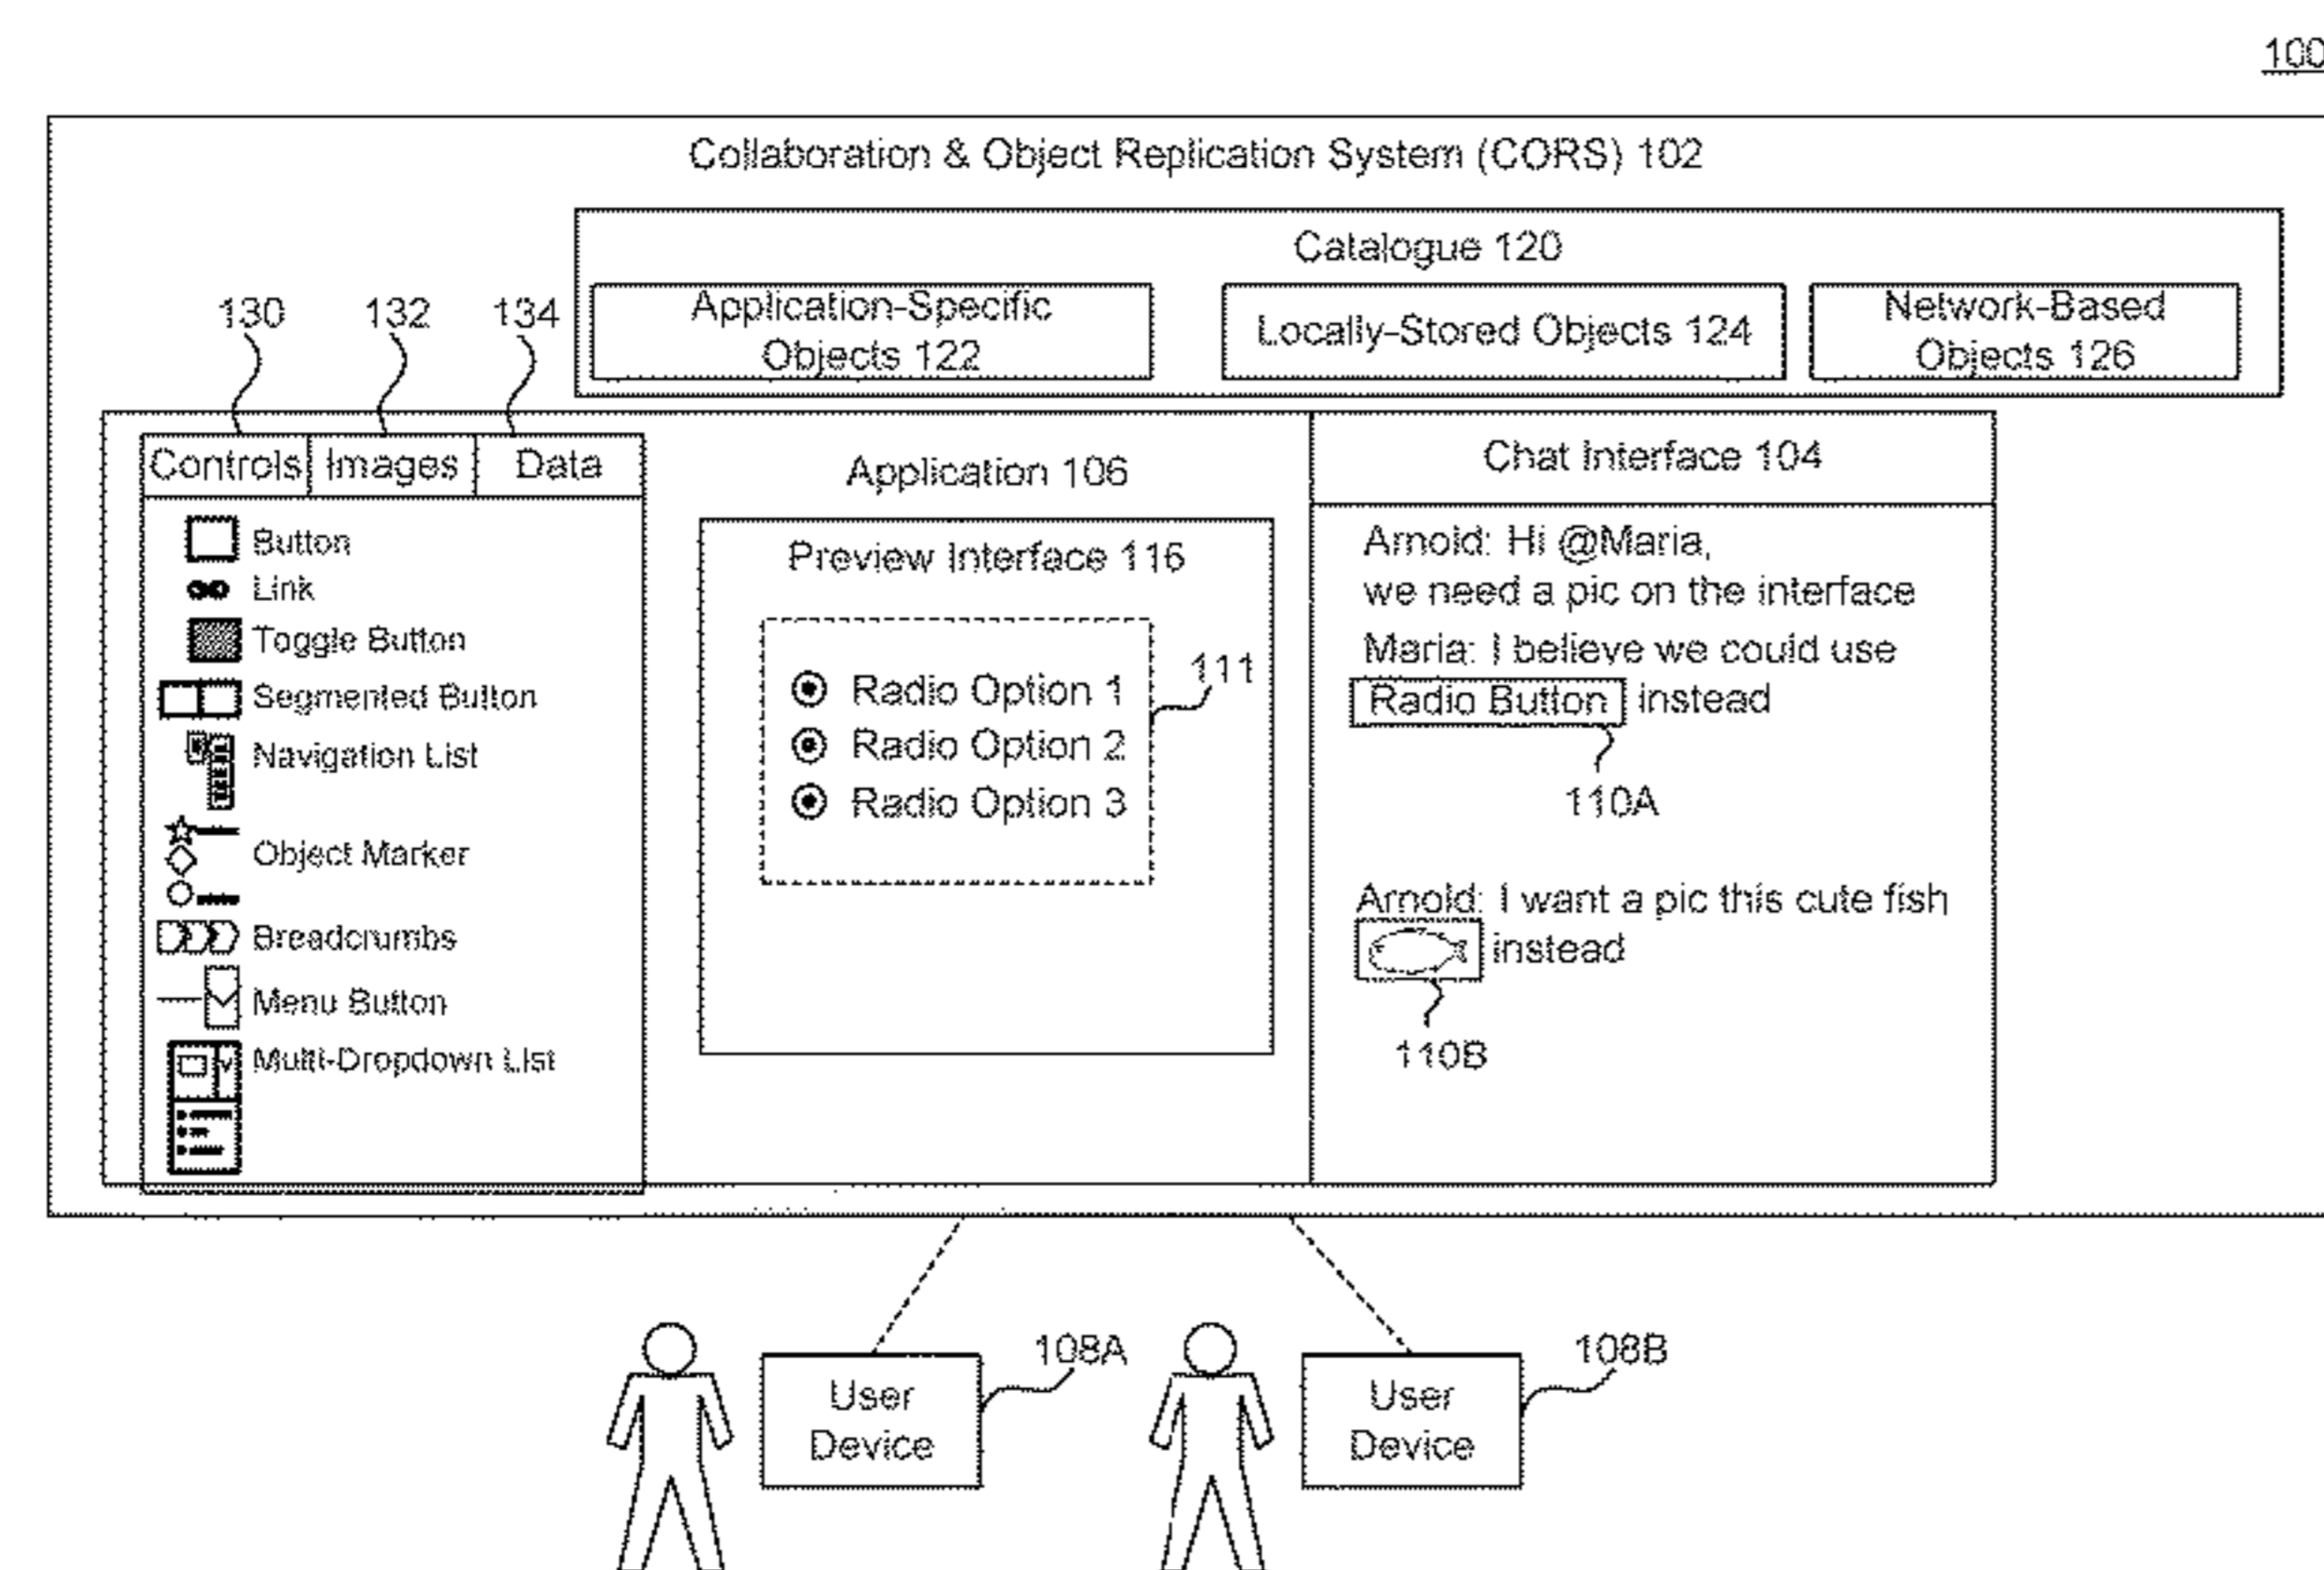 100
Collaboration & Object Replication System (CORS) 102
Catalogue 120
Application-Specific
Objects 122
Locally-Stored Objects 124
Network-Based
Objects 126
130
132
134
Controls
Images
Data
Button
Link
Toggle Button
Segmented Button
Navigation List
Object Marker
Breadcrumbs
Menu Button
Multi-Dropdown List
Application 106
Preview Interface 116
Radio Option 1
Radio Option 2
Radio Option 3
111
Chat Interface 104
Arnold: Hi @Maria,
we need a pic on the interface
Maria: I believe we could use
Radio Button instead
110A
Arnold: I want a pic this cute fish
instead
110B
User
Device
108A
User
Device
108B